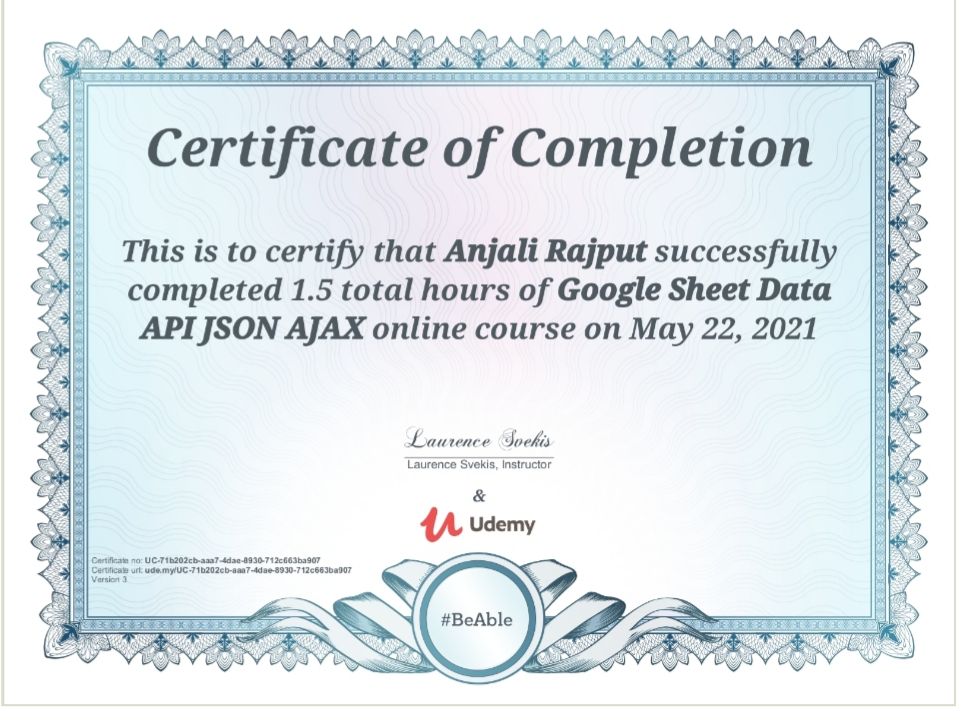 Certificate of Completion
This is to certify that Anjali Rajput successfully
completed 1.5 total hours of Google Sheet Data
API JSON AJAX online course on May 22, 2021
Laurence Svekis
Laurence Svekis, Instructor
&
Udemy
Certificate no: UC-71b202cb-aaa7-4dae-8930-712c663ba907
Certificate url: ude.my/UC-71b202cb-aaa7-4dae-8930-712c663ba907
Version 3
#BeAble